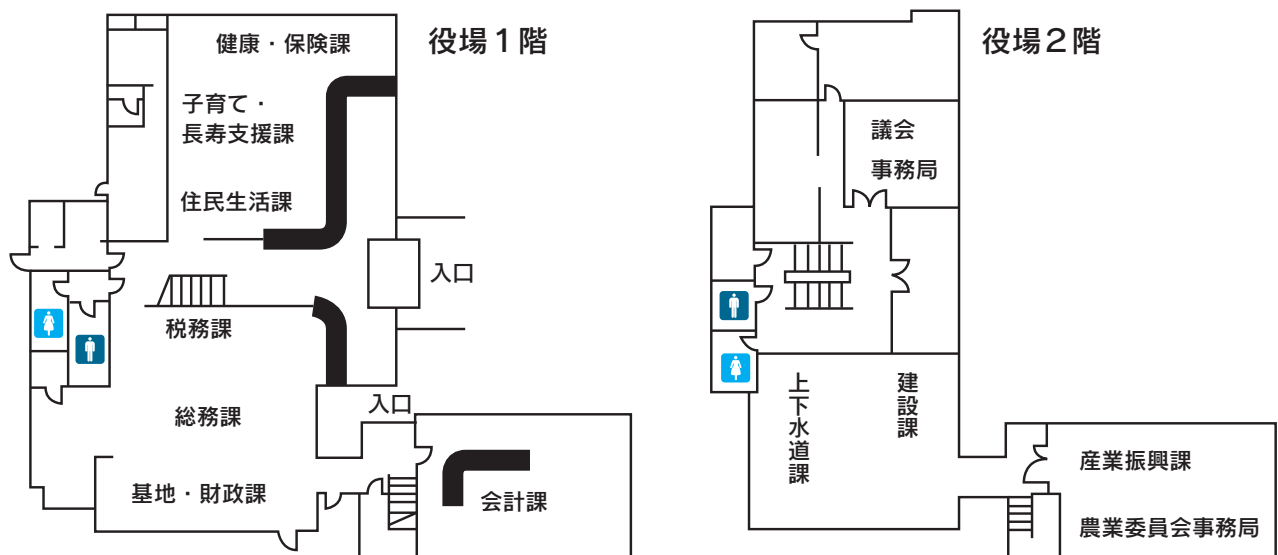 役場1階
健康・保険課
子育て・
長寿支援課
住民生活課
入口
税務課
総務課
入口
基地・財政課
会計課
役場2階
議会
事務局
上下水道課
建設課
産業振興課
農業委員会事務局